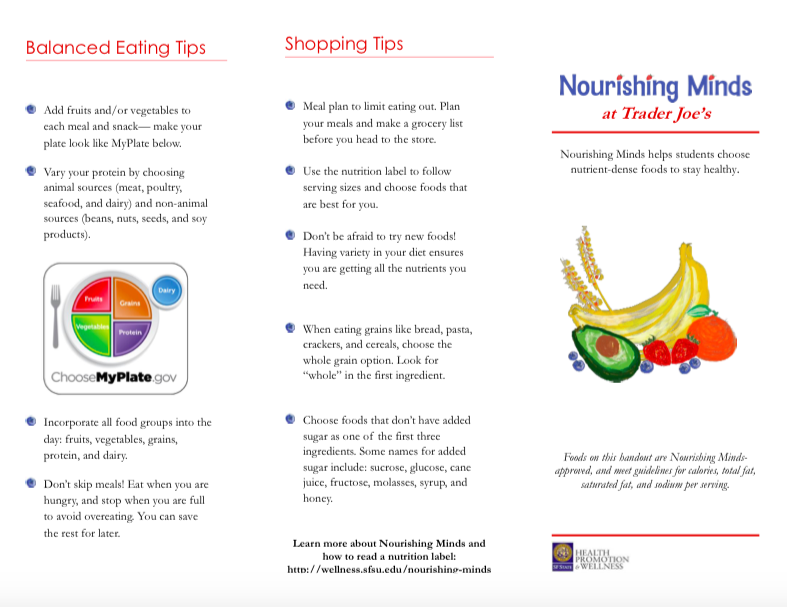 Balanced Eating Tips
Add fruits and/or vegetables to
each meal and snack— make your
plate look like MyPlate below.
Vary your protein by choosing
animal sources (meat, poultry,
seafood, and dairy) and non-animal
sources (beans, nuts, seeds, and soy
products).
Dairy
Fruits
Grains
Vegetables
Protein
ChooseMyPlate.gov
Incorporate all food groups into the
day: fruits, vegetables, grains,
protein, and dairy.
Don't skip meals! Eat when you are
hungry, and stop when you are full
to avoid overeating. You can save
the rest for later.
Shopping Tips
Meal plan to limit eating out. Plan
your meals and make a grocery list
before you head to the store.
Use the nutrition label to follow
serving sizes and choose foods that
are best for you.
Don't be afraid to try new foods!
Having variety in your diet ensures
you are getting all the nutrients you
need.
When eating grains like bread, pasta,
crackers, and cereals, choose the
whole grain option. Look for
“whole” in the first ingredient.
Choose foods that don't have added
sugar as one of the first three
ingredients. Some names for added
sugar include: sucrose, glucose, cane
juice, fructose, molasses, syrup, and
honey.
Learn more about Nourishing Minds and
how to read a nutrition label:
http://wellness.sfsu.edu/nourishing-minds
Nourishing Minds
at Trader Joe's
Nourishing Minds helps students choose
nutrient-dense foods to stay healthy.
Foods on this handout are Nourishing Minds-
approved, and meet guidelines for calories, total fat,
saturated fat, and sodium per serving.
SF STATE
HEALTH
PROMOTION
& WELLNESS